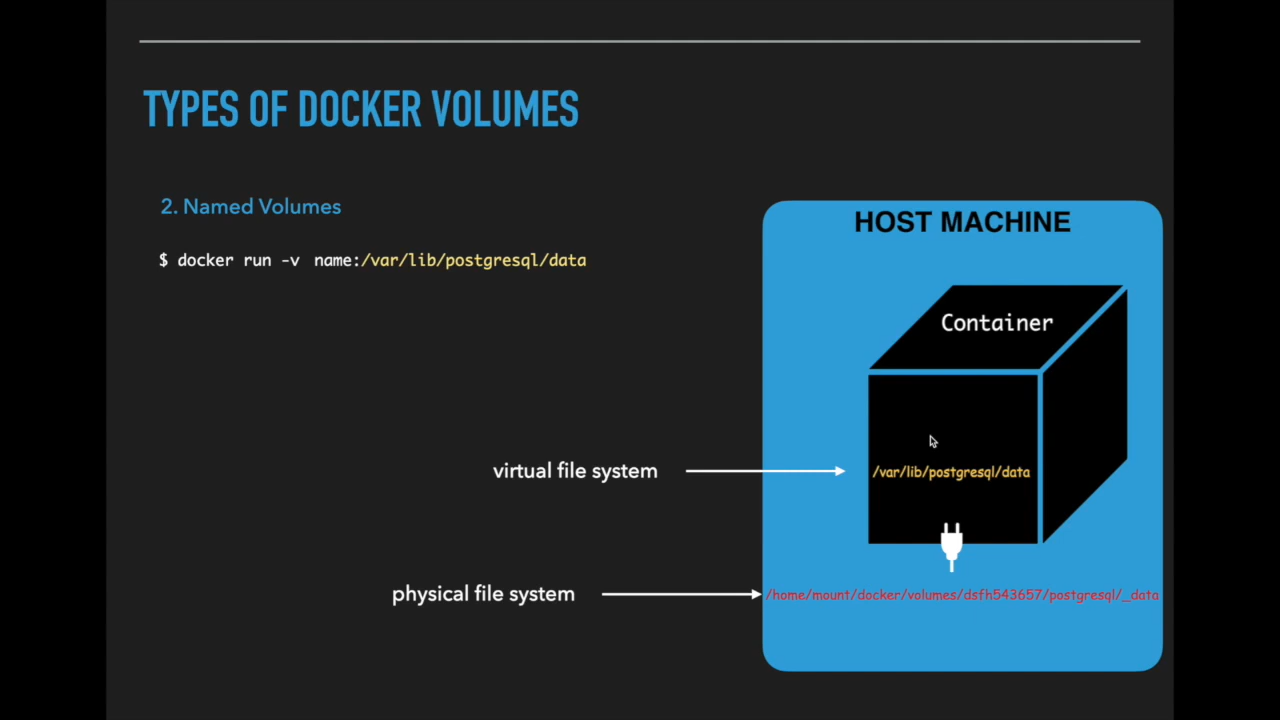 TYPES OF DOCKER VOLUMES
2. Named Volumes
$ docker run -v name:/var/lib/postgresql/data
HOST MACHINE
Container
virtual file system
/var/lib/postgresql/data
physical file system
/home/mount/docker/volumes/dsfh543657/postgresql/_data